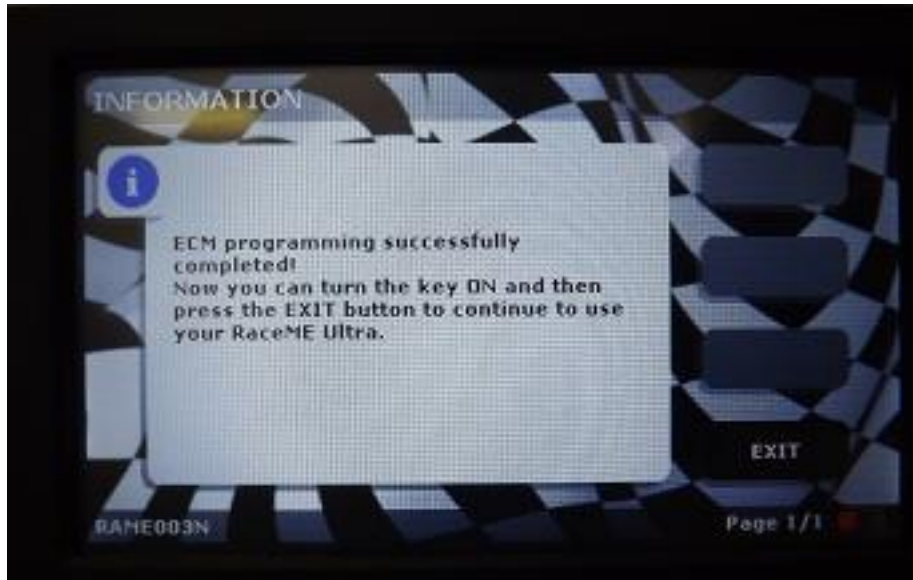 INFORMATION
i
ECM programming successfully
completed!
Now you can turn the key ON and then
press the EXIT button to continue to use
your RaceME Ultra.
EXIT
RAME003N
Page 1/1